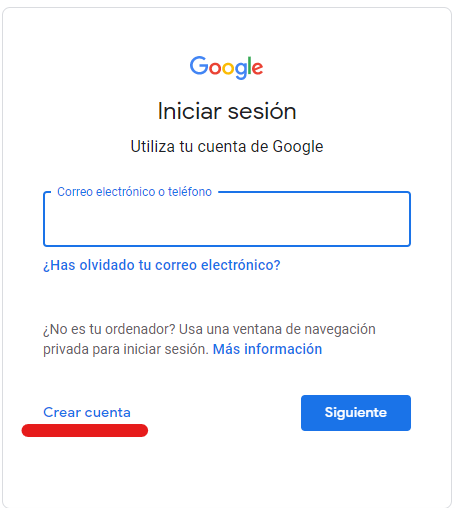 Google
Iniciar sesión
Utiliza tu cuenta de Google
Correo electrónico o teléfono
¿Has olvidado tu correo electrónico?
¿No es tu ordenador? Usa una ventana de navegación
privada para iniciar sesión. Más información
Crear cuenta
Siguiente